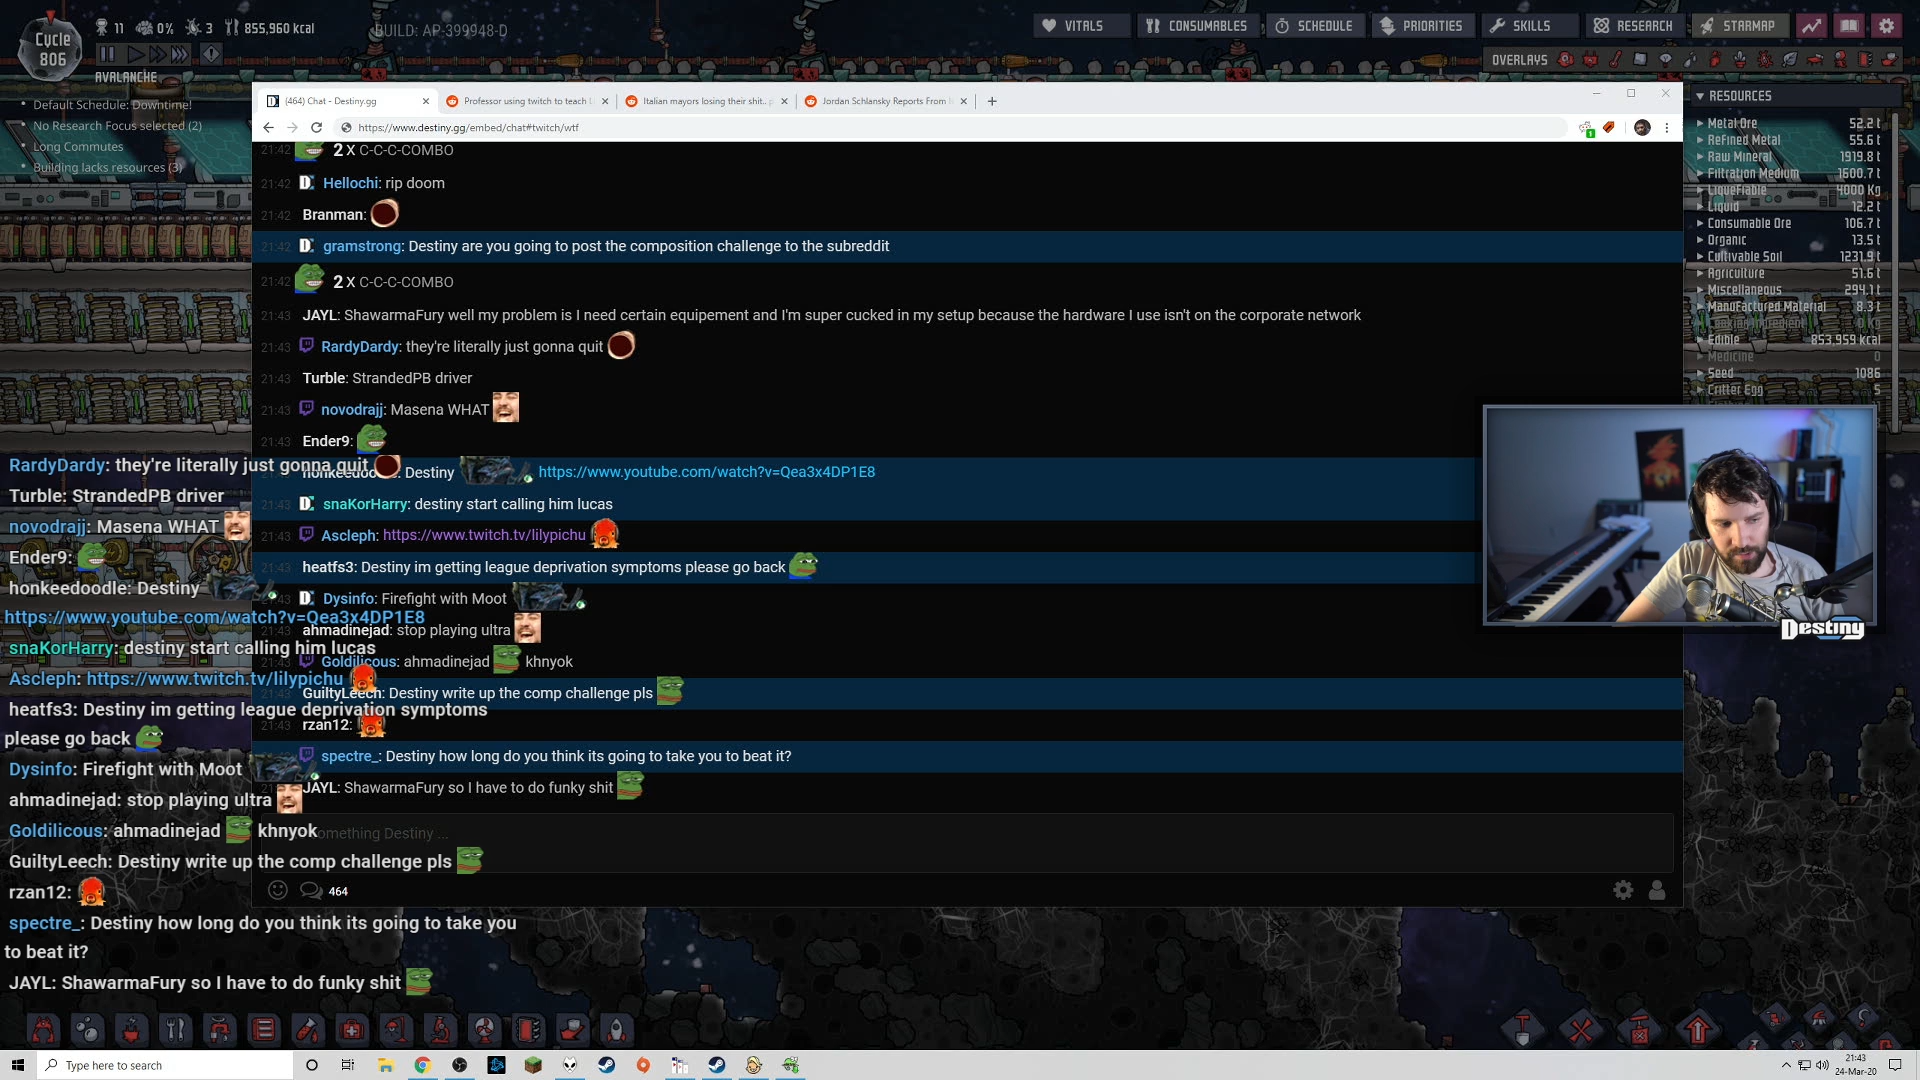 Cycle
806
11
0%
3
855,960 kcal
BUILD: AP-399948-D
VITALS
CONSUMABLES
SCHEDULE
PRIORITIES
SKILLS
RESEARCH
STARMAP
AVALANCHE
OVERLAYS
Default Schedule: Downtime!
No Research Focus selected (2)
Long Commutes
Building lacks resources (3)
(464) Chat - Destiny.gg
Professor using twitch to teach
Italian mayors losing their shit..
Jordan Schlansky Reports From
https://www.destiny.gg/embed/chat#twitch/wtf
RESOURCES
Metal Ore 52.2 t
Refined Metal 55.6 t
Raw Mineral 1919.8 t
Filtration Medium 1600.7 t
Liquefiable 4000 Kg
Liquid 12.2 t
Consumable Ore 106.7 t
Organic 13.5 t
Cultivable Soil 1231.9 t
Agriculture 51.6 t
Miscellaneous 294.1 t
Manufactured Material 8.3 t
Edible 853,959 kcal
Medicine 0
Seed 1086
Critter Egg 5
21:42 2 X C-C-C-COMBO
21:42 Hellochi: rip doom
21:42 Branman:
21:42 gramstrong: Destiny are you going to post the composition challenge to the subreddit
21:42 2 X C-C-C-COMBO
21:43 JAYL: ShawarmaFury well my problem is I need certain equipement and I'm super cucked in my setup because the hardware I use isn't on the corporate network
21:43 RardyDardy: they're literally just gonna quit
21:43 Turble: StrandedPB driver
21:43 novodrajj: Masena WHAT
21:43 Ender9:
honkeedoodle: Destiny https://www.youtube.com/watch?v=Qea3x4DP1E8
21:43 snaKorHarry: destiny start calling him lucas
21:43 Ascleph: https://www.twitch.tv/lilypichu
21:43 heatfs3: Destiny im getting league deprivation symptoms please go back
21:43 Dysinfo: Firefight with Moot
21:43 ahmadinejad: stop playing ultra
21:43 Goldilicous: ahmadinejad khnyok
21:43 GuiltyLeech: Destiny write up the comp challenge pls
21:43 rzan12:
spectre_: Destiny how long do you think its going to take you to beat it?
JAYL: ShawarmaFury so I have to do funky shit
something Destiny ...
464
RardyDardy: they're literally just gonna quit
Turble: StrandedPB driver
novodrajj: Masena WHAT
Ender9:
honkeedoodle: Destiny
https://www.youtube.com/watch?v=Qea3x4DP1E8
snaKorHarry: destiny start calling him lucas
Ascleph: https://www.twitch.tv/lilypichu
heatfs3: Destiny im getting league deprivation symptoms
please go back
Dysinfo: Firefight with Moot
ahmadinejad: stop playing ultra
Goldilicous: ahmadinejad khnyok
GuiltyLeech: Destiny write up the comp challenge pls
rzan12:
spectre_: Destiny how long do you think its going to take you
to beat it?
JAYL: ShawarmaFury so I have to do funky shit
Destiny
Type here to search
21:43
24-Mar-20